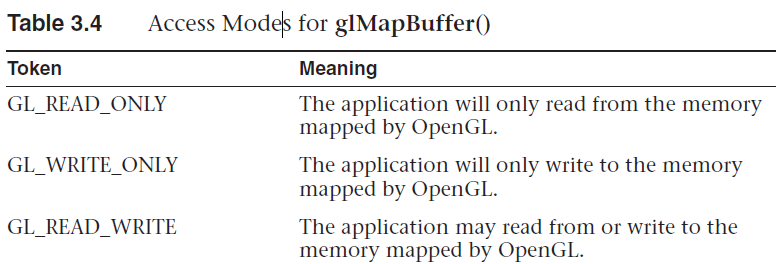 Table 3.4 Access Modes for glMapBuffer()
Token Meaning
GL_READ_ONLY The application will only read from the memory
mapped by OpenGL.
GL_WRITE_ONLY The application will only write to the memory
mapped by OpenGL.
GL_READ_WRITE The application may read from or write to the
memory mapped by OpenGL.